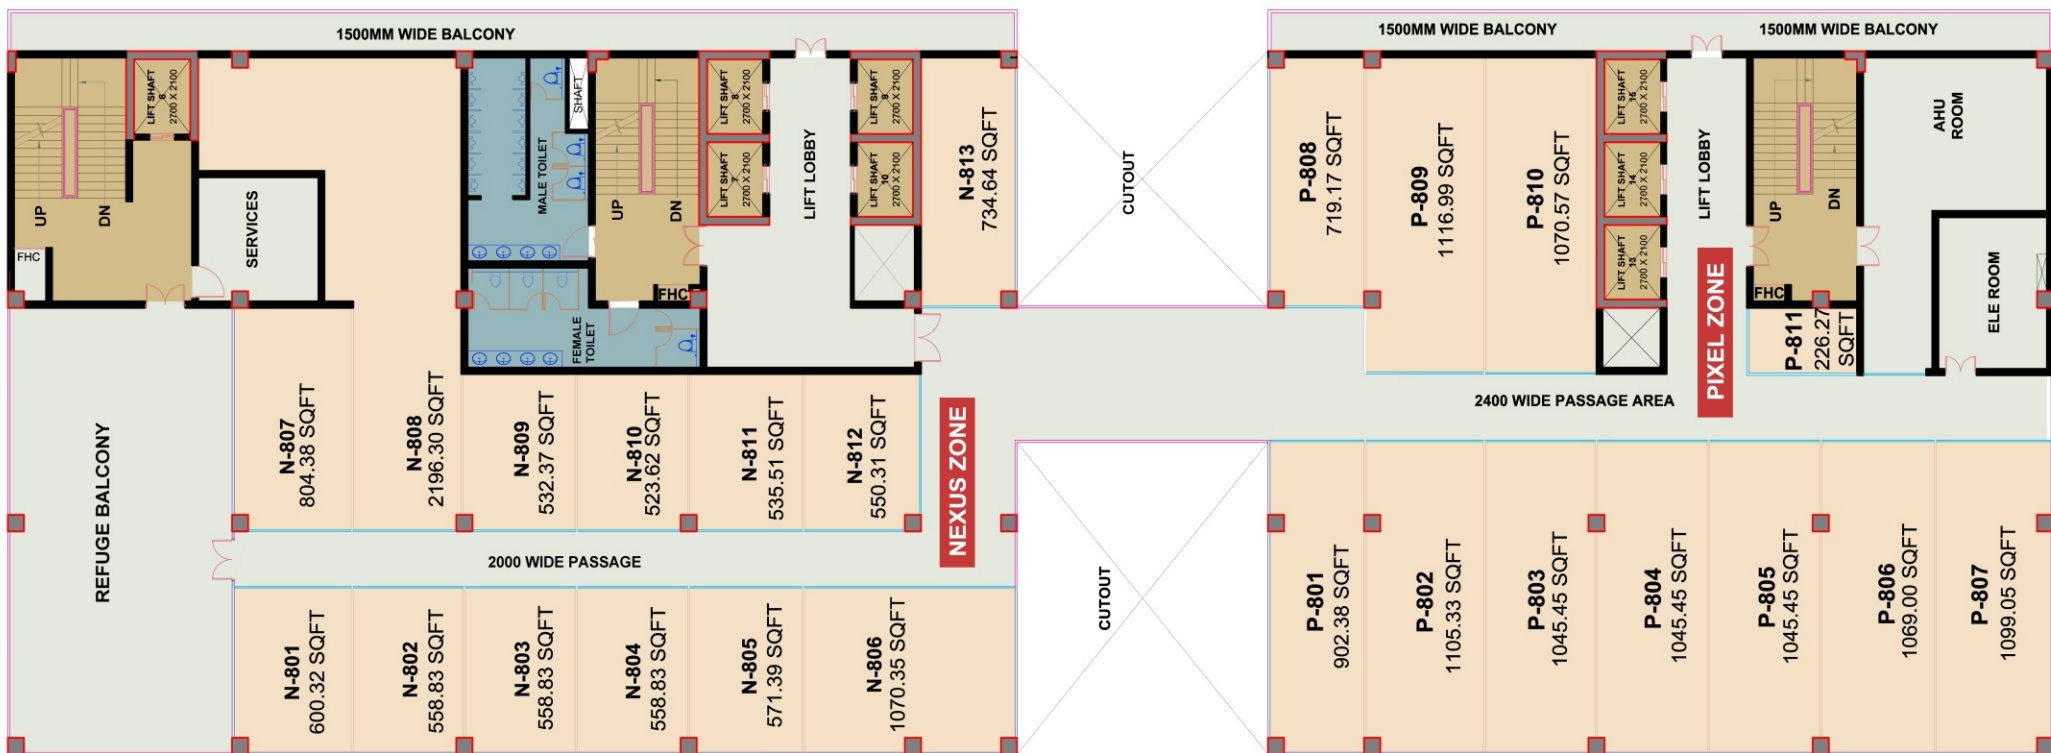 1500MM WIDE BALCONY
1500MM WIDE BALCONY
1500MM WIDE BALCONY
LIFT SHAFT
6
2700 X 2100
UP
DN
FHC
SERVICES
MALE TOILET
SHAFT
FEMALE
TOILET
UP
DN
FHC
LIFT SHAFT
8
2700 X 2100
LIFT SHAFT
7
2700 X 2100
LIFT LOBBY
LIFT SHAFT
9
2700 X 2100
LIFT SHAFT
10
2700 X 2100
N-813
734.64 SQFT
CUTOUT
P-808
719.17 SQFT
P-809
1116.99 SQFT
P-810
1070.57 SQFT
LIFT SHAFT
15
2700 X 2100
LIFT SHAFT
14
2700 X 2100
LIFT SHAFT
13
2700 X 2100
LIFT LOBBY
UP
DN
FHC
AHU
ROOM
ELE ROOM
P-811
226.27
SQFT
PIXEL ZONE
2400 WIDE PASSAGE AREA
REFUGE BALCONY
N-807
804.38 SQFT
N-808
2196.30 SQFT
N-809
532.37 SQFT
N-810
523.62 SQFT
N-811
535.51 SQFT
N-812
550.31 SQFT
NEXUS ZONE
2000 WIDE PASSAGE
N-801
600.32 SQFT
N-802
558.83 SQFT
N-803
558.83 SQFT
N-804
558.83 SQFT
N-805
571.39 SQFT
N-806
1070.35 SQFT
CUTOUT
P-801
902.38 SQFT
P-802
1105.33 SQFT
P-803
1045.45 SQFT
P-804
1045.45 SQFT
P-805
1045.45 SQFT
P-806
1069.00 SQFT
P-807
1099.05 SQFT